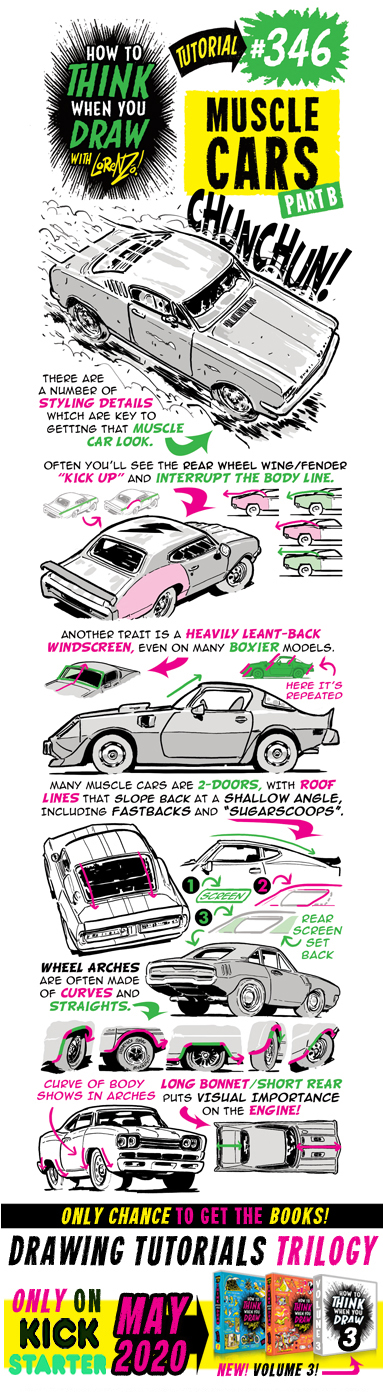 HOW TO
THINK
WHEN YOU
DRAW
WITH LORENZO!
TUTORIAL #346
MUSCLE
CARS
PART B
CHUNCHUN!
THERE ARE
A NUMBER OF
STYLING DETAILS
WHICH ARE KEY TO
GETTING THAT MUSCLE
CAR LOOK.
OFTEN YOU'LL SEE THE REAR WHEEL WING/FENDER
"KICK UP" AND INTERRUPT THE BODY LINE.
ANOTHER TRAIT IS A HEAVILY LEANT-BACK
WINDSCREEN, EVEN ON MANY BOXIER MODELS.
HERE IT'S
REPEATED
MANY MUSCLE CARS ARE 2-DOORS, WITH ROOF
LINES THAT SLOPE BACK AT A SHALLOW ANGLE,
INCLUDING FASTBACKS AND "SUGARSCOOPS".
1 SCREEN 2
3
REAR
SCREEN
SET
BACK
WHEEL ARCHES
ARE OFTEN MADE
OF CURVES AND
STRAIGHTS.
CURVE OF BODY
SHOWS IN ARCHES
LONG BONNET/SHORT REAR
PUTS VISUAL IMPORTANCE
ON THE ENGINE!
ONLY CHANCE TO GET THE BOOKS!
DRAWING TUTORIALS TRILOGY
ONLY ON
KICK
STARTER
MAY
2020
HOW TO
THINK
WHEN YOU
DRAW
HOW TO
THINK
WHEN YOU
DRAW
VOLUME 3
HOW TO
THINK
WHEN YOU
DRAW
3
NEW! VOLUME 3!